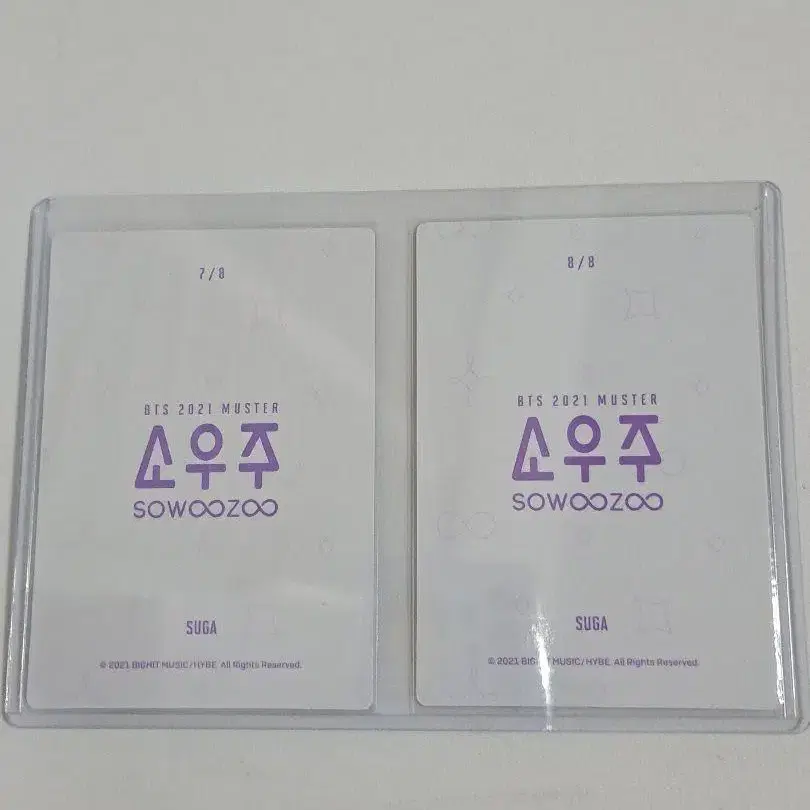 7/8
BTS 2021 MUSTER
소우주
SOWOOZOO
SUGA
© 2021 BIGHIT MUSIC/HYBE. All Rights Reserved.
8/8
BTS 2021 MUSTER
소우주
SOWOOZOO
SUGA
© 2021 BIGHIT MUSIC/HYBE. All Rights Reserved.